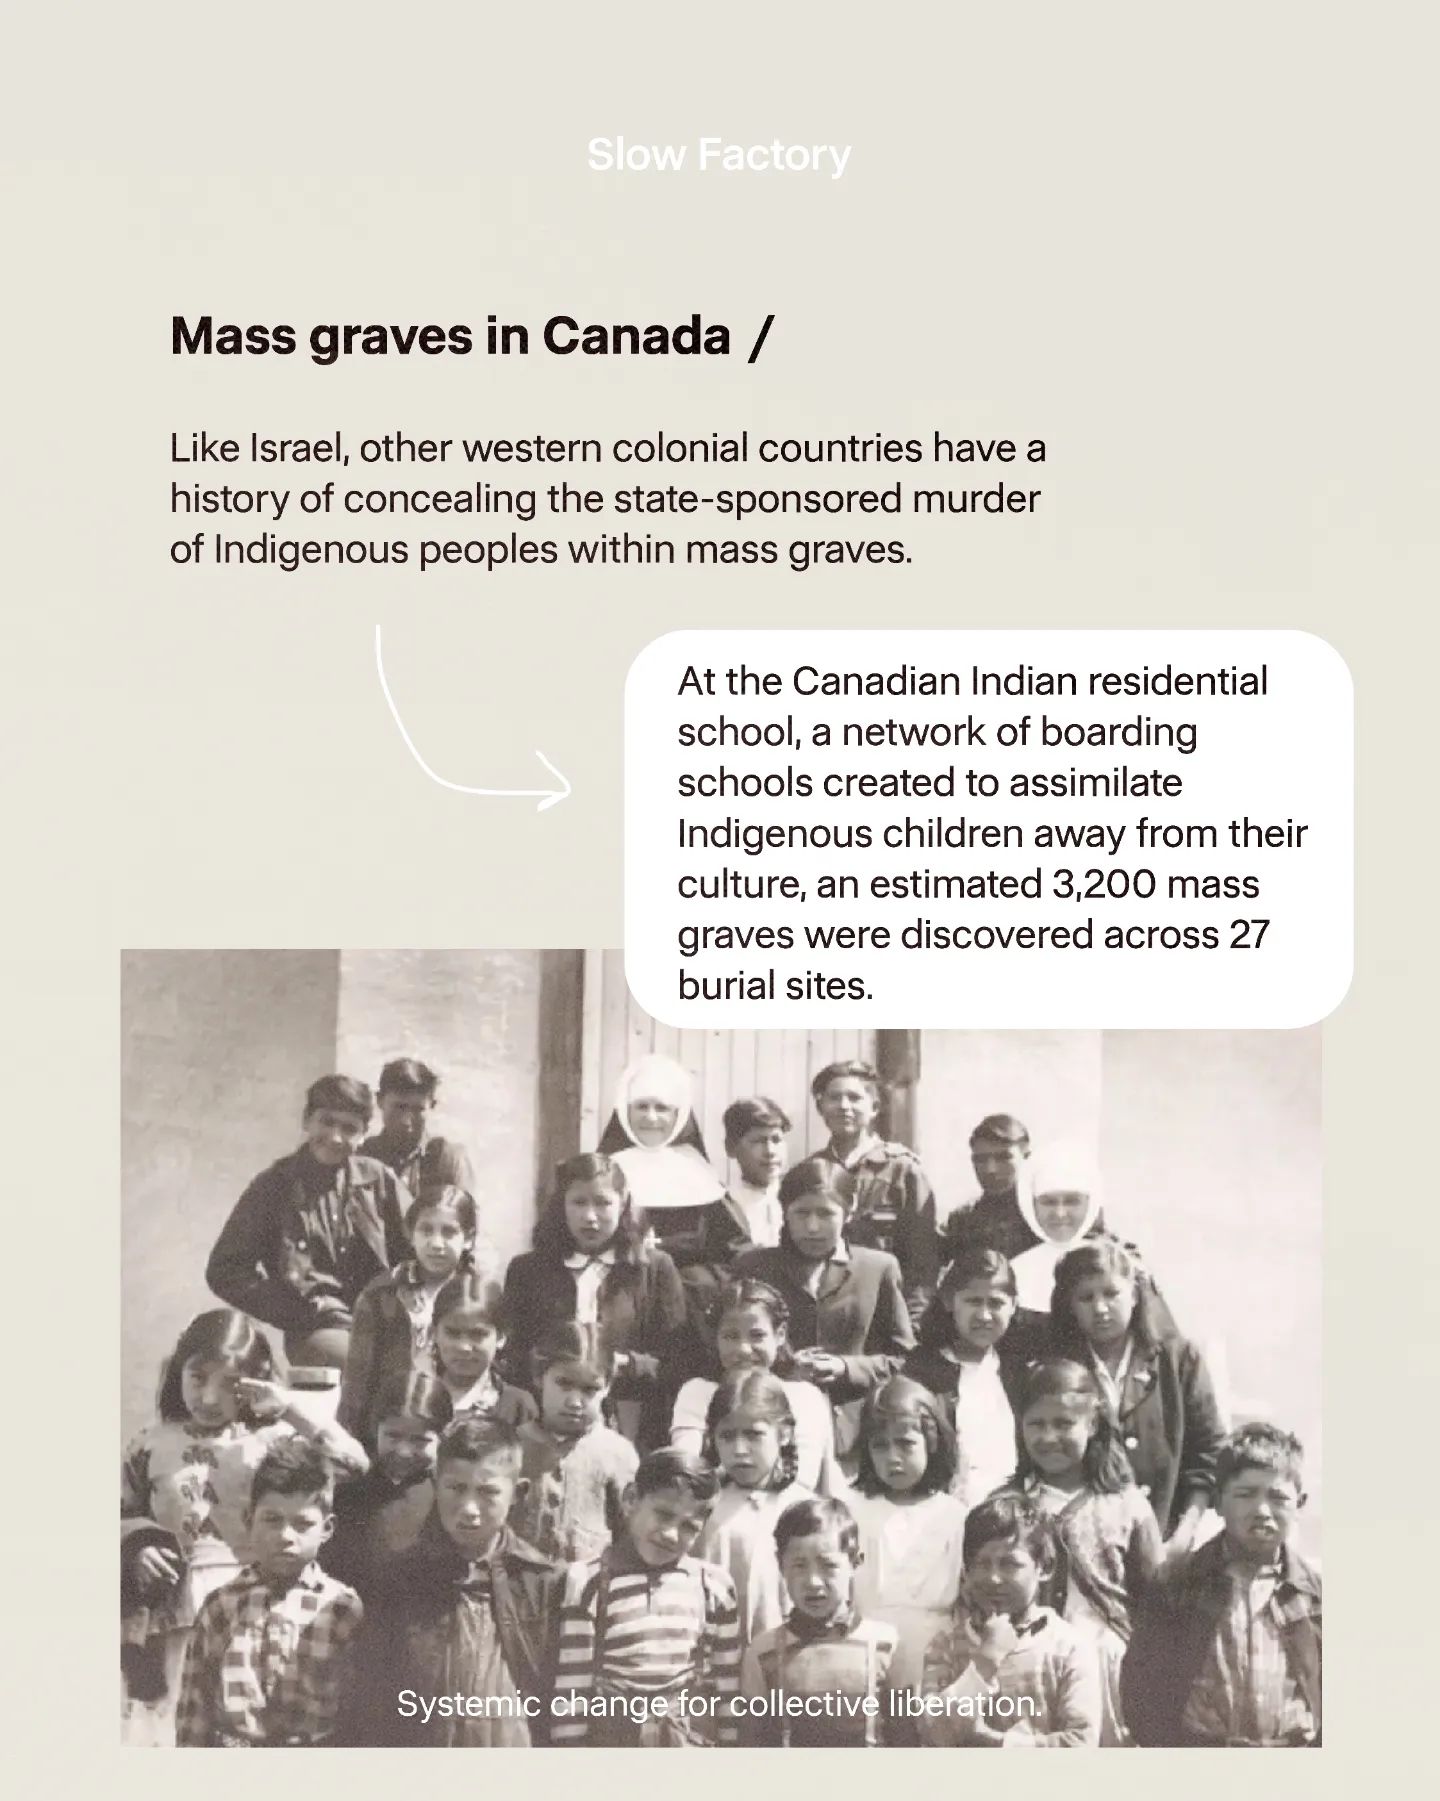 Slow Factory
Mass graves in Canada /
Like Israel, other western colonial countries have a
history of concealing the state-sponsored murder
of Indigenous peoples within mass graves.
At the Canadian Indian residential
school, a network of boarding
schools created to assimilate
Indigenous children away from their
culture, an estimated 3,200 mass
graves were discovered across 27
burial sites.
Systemic change for collective liberation.